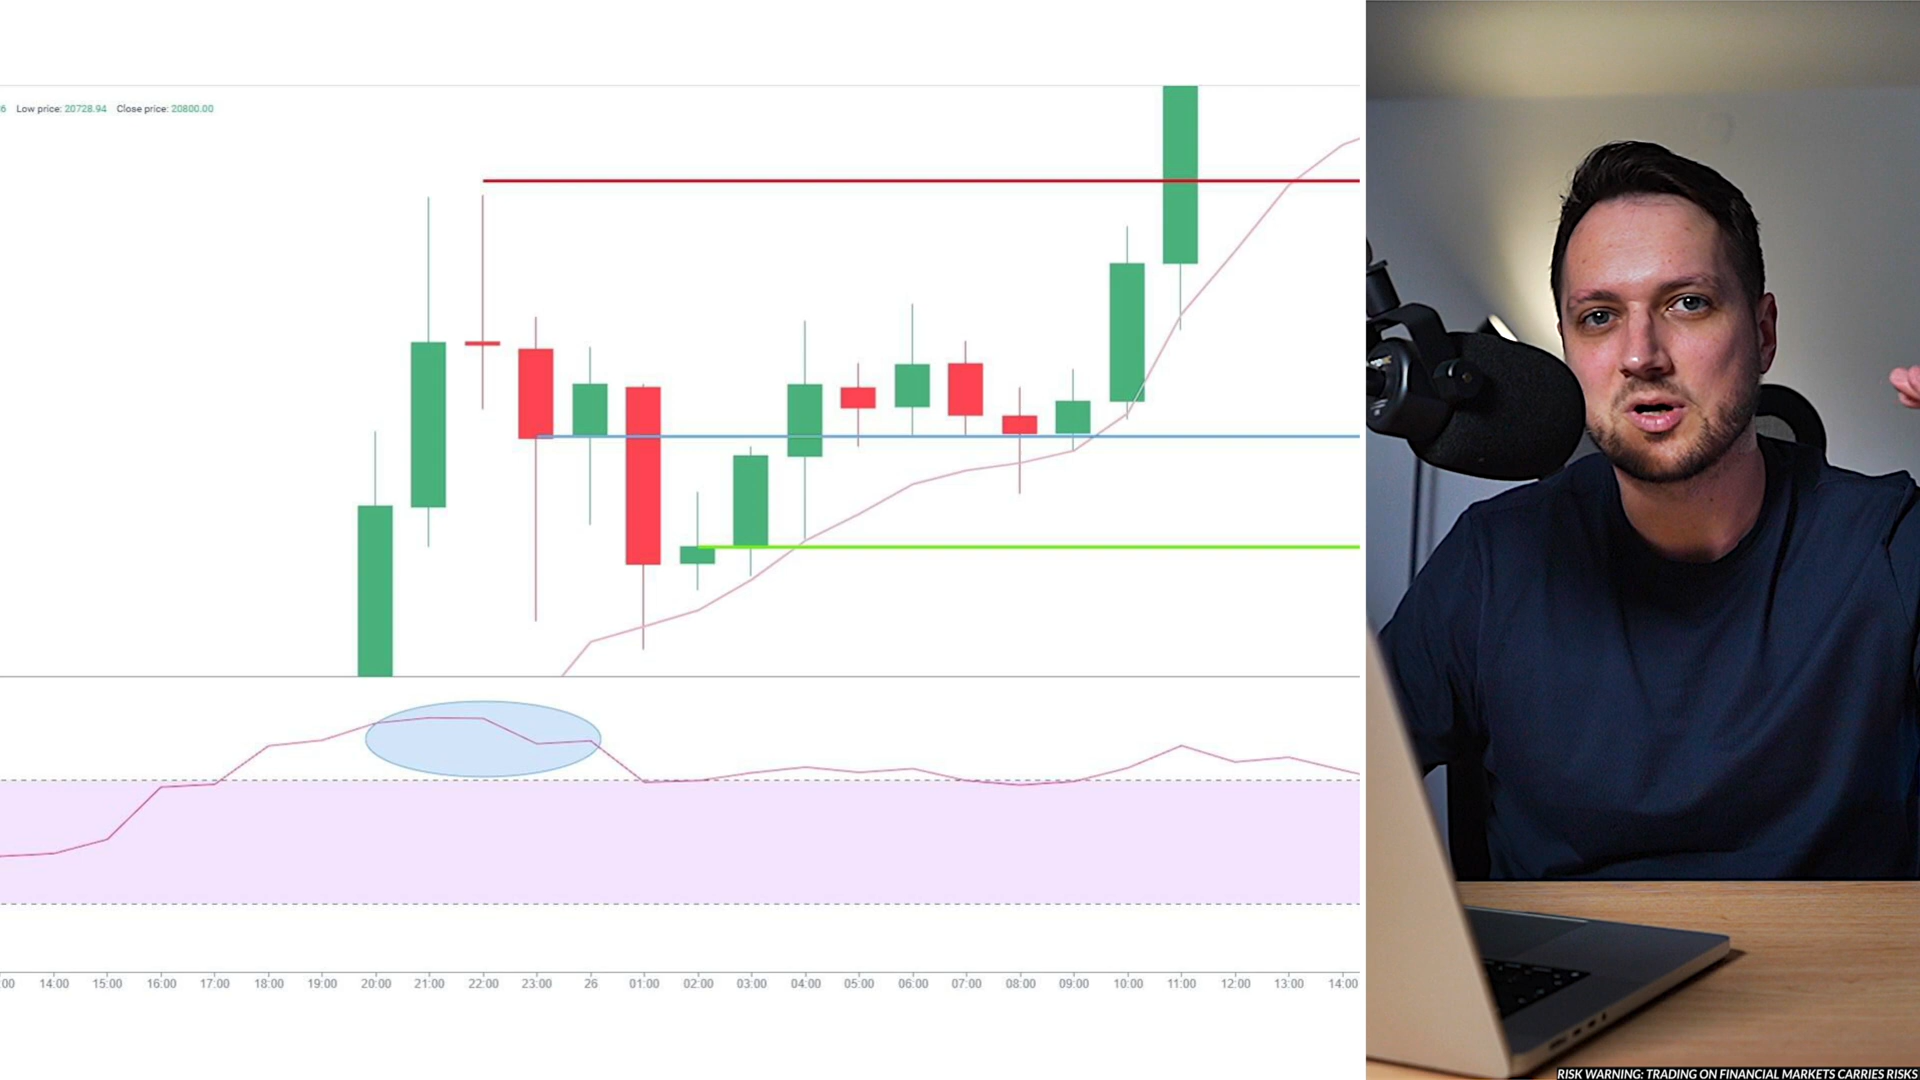 6 Low price: 20728.94 Close price: 20800.00
:00 14:00 15:00 16:00 17:00 18:00 19:00 20:00 21:00 22:00 23:00 26 01:00 02:00 03:00 04:00 05:00 06:00 07:00 08:00 09:00 10:00 11:00 12:00 13:00 14:00
RISK WARNING: TRADING ON FINANCIAL MARKETS CARRIES RISKS